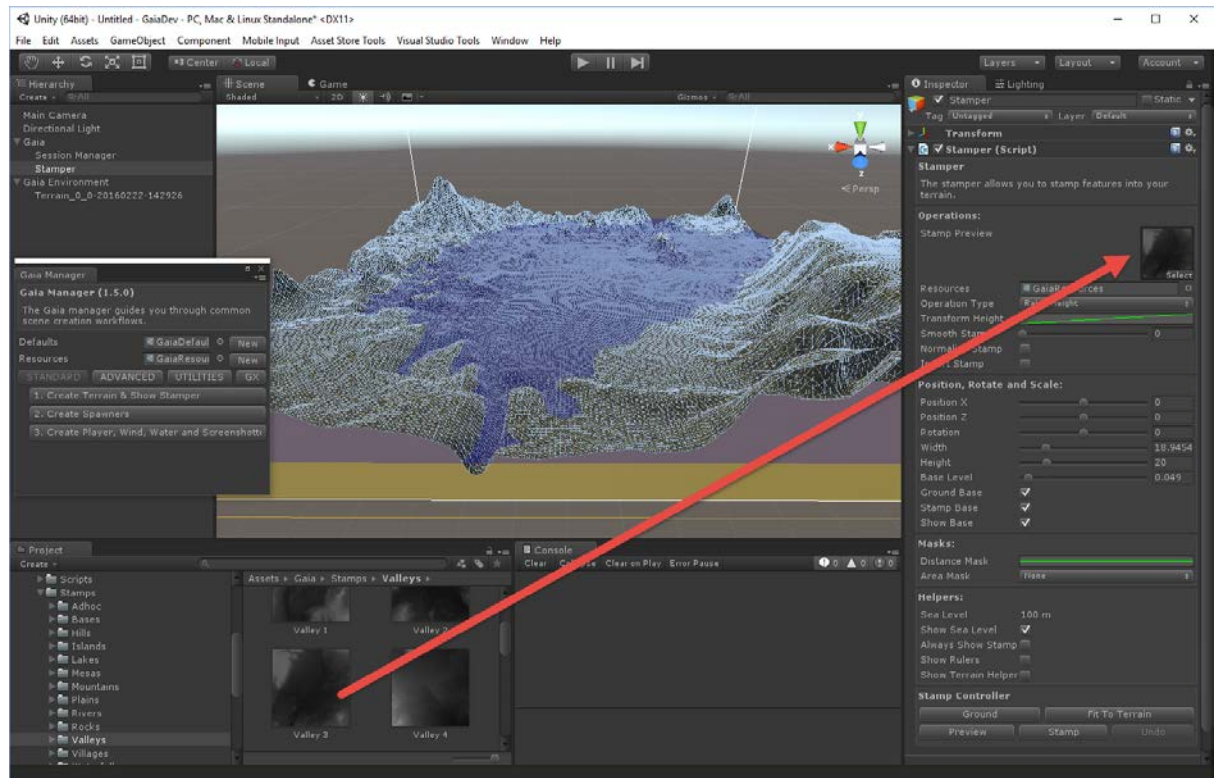 Unity (64bit) - Untitled - GaiaDev - PC, Mac & Linux Standalone* <DX11>
File Edit Assets GameObject Component Mobile Input Asset Store Tools Visual Studio Tools Window Help
Center Local Layers Layout Account
Hierarchy
Create All
Main Camera
Directional Light
Gaia
Session Manager
Stamper
Gaia Environment
Terrain_0_0-20160222-142926
Scene Game
Shaded 2D Gizmos All
y
x
z
Persp
Gaia Manager
Gaia Manager (1.5.0)
The Gaia manager guides you through common
scene creation workflows.
Defaults GaiaDefaul New
Resources GaiaResour New
STANDARD ADVANCED UTILITIES GX
1. Create Terrain & Show Stamper
2. Create Spawners
3. Create Player, Wind, Water and Screenshotte
Project
Create
Scripts
Stamps
Adhoc
Bases
Hills
Islands
Lakes
Mesas
Mountains
Plains
Rivers
Rocks
Valleys
Villages
Assets Gaia Stamps Valleys
Valley 1 Valley 2
Valley 3 Valley 4
Console
Clear Collapse Clear on Play Error Pause 0 0 0
Inspector Lighting
Stamper Static
Tag Untagged Layer Default
Transform
Stamper (Script)
Stamper
The stamper allows you to stamp features into your
terrain.
Operations:
Stamp Preview
Select
Resources GaiaResources
Operation Type Raise Height
Transform Height
Smooth Stamp 0
Normalise Stamp
Invert Stamp
Position, Rotate and Scale:
Position X 0
Position Z 0
Rotation 0
Width 18.9454
Height 20
Base Level 0.049
Ground Base
Stamp Base
Show Base
Masks:
Distance Mask
Area Mask None
Helpers:
Sea Level 100 m
Show Sea Level
Always Show Stamp
Show Rulers
Show Terrain Helper
Stamp Controller
Ground Fit To Terrain
Preview Stamp Undo